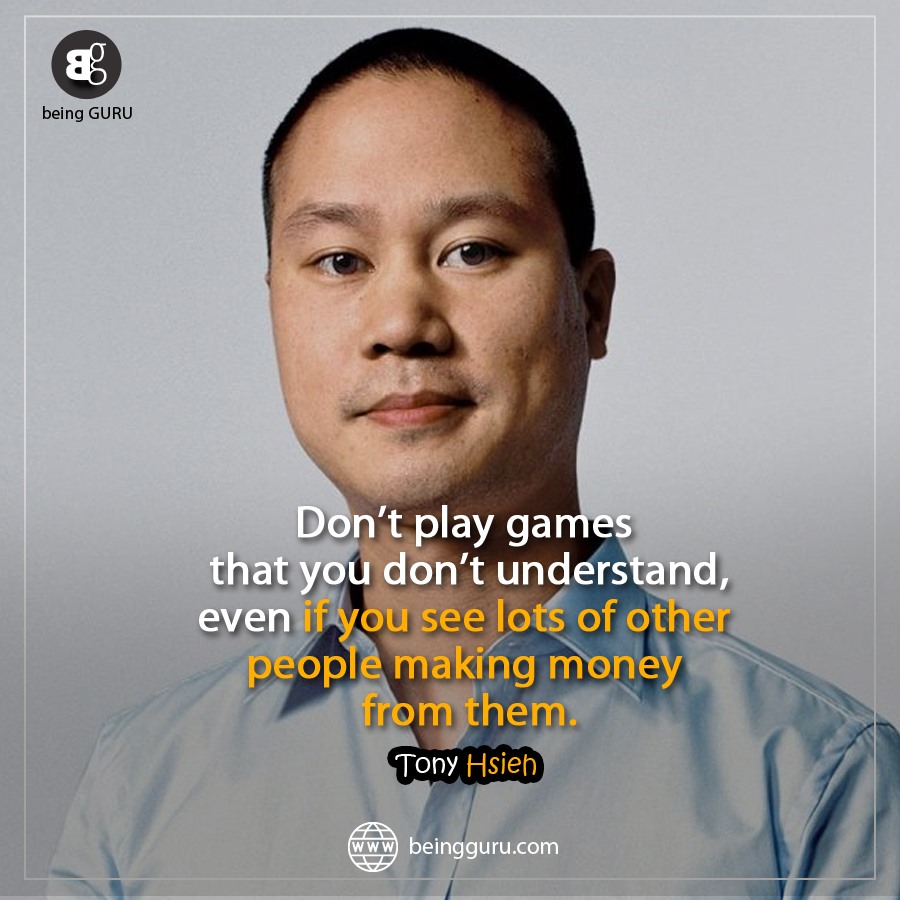 Bg
being GURU
Don't play games
that you don't understand,
even if you see lots of other
people making money
from them.
Tony Hsieh
www beingguru.com